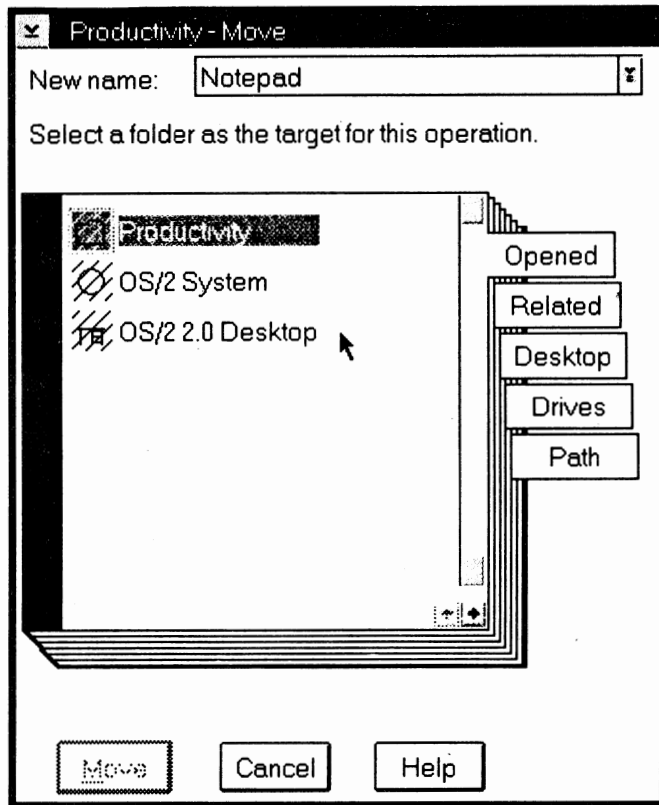 Productivity - Move
New name: Notepad
Select a folder as the target for this operation.
Productivity
OS/2 System
OS/2 2.0 Desktop
Opened
Related
Desktop
Drives
Path
Move Cancel Help